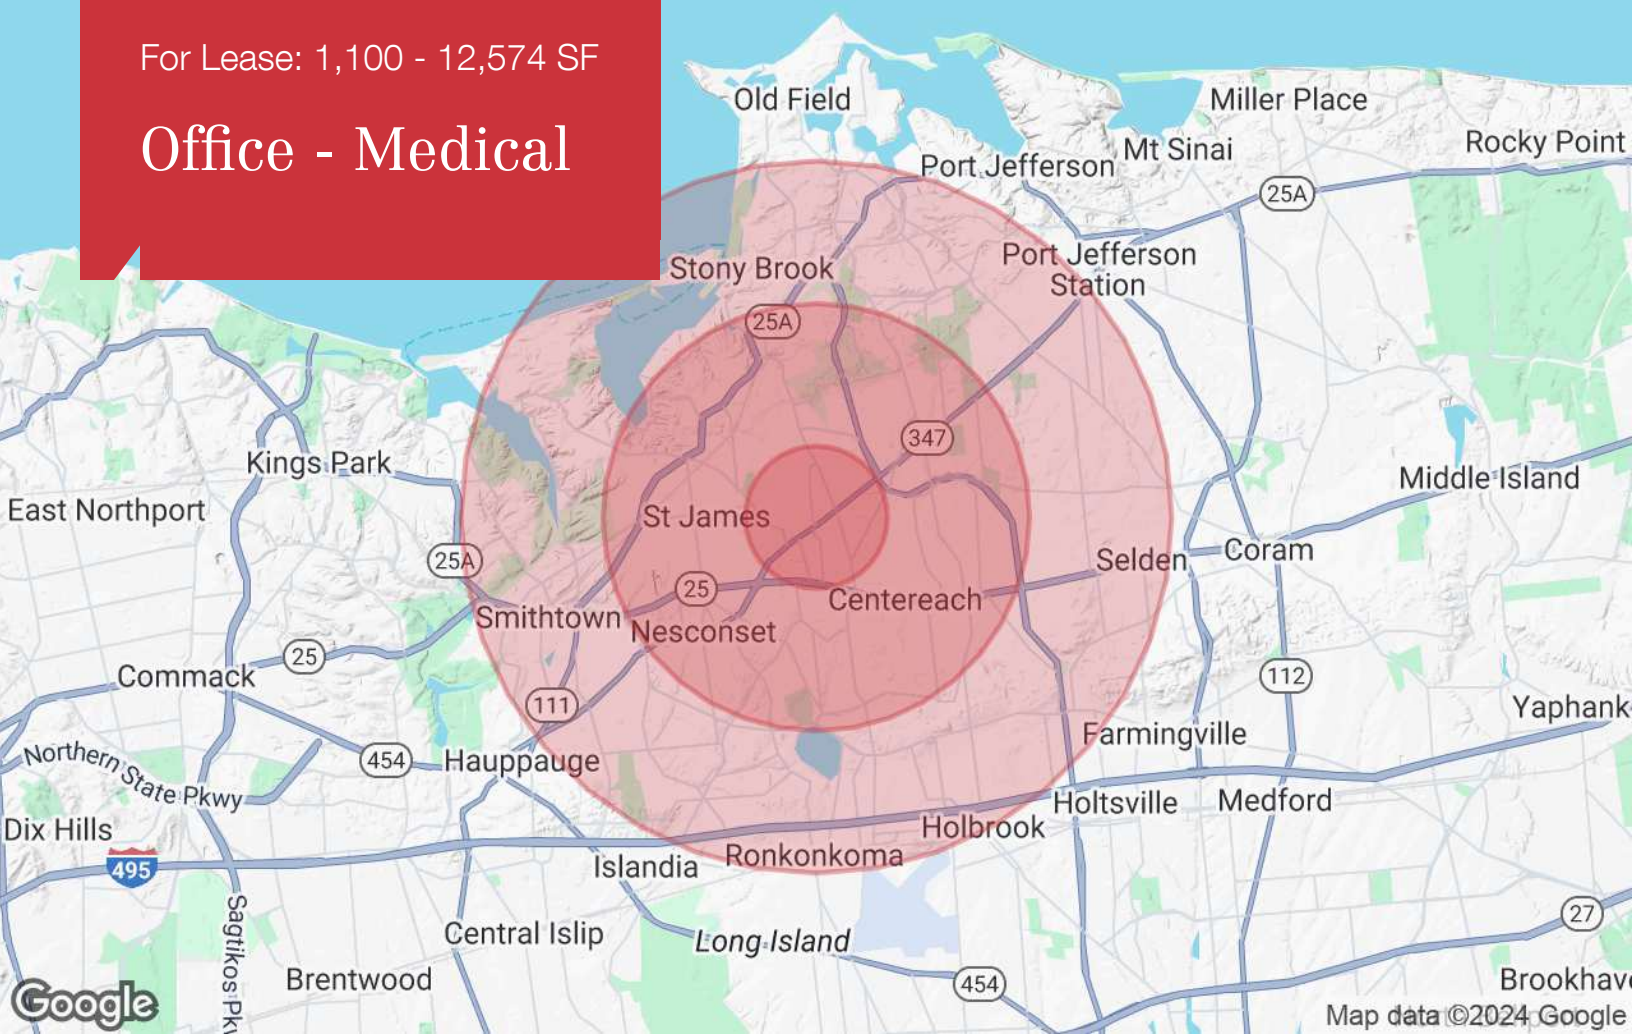 For Lease: 1,100 - 12,574 SF
Office - Medical
Old Field
Miller Place
Rocky Point
Mt Sinai
Port Jefferson
25A
Port Jefferson
Station
Stony Brook
25A
347
Kings Park
Middle Island
East Northport
St James
25A
Selden
Coram
25
Centereach
Smithtown
Nesconset
25
Commack
112
111
Yaphank
Farmingville
Northern State Pkwy
454
Hauppauge
Holtsville
Medford
Dix Hills
Holbrook
495
Islandia
Ronkonkoma
27
Sagtikos Pkw
Central Islip
Long Island
Brentwood
454
Brookhave
Google
Map data ©2024 Google